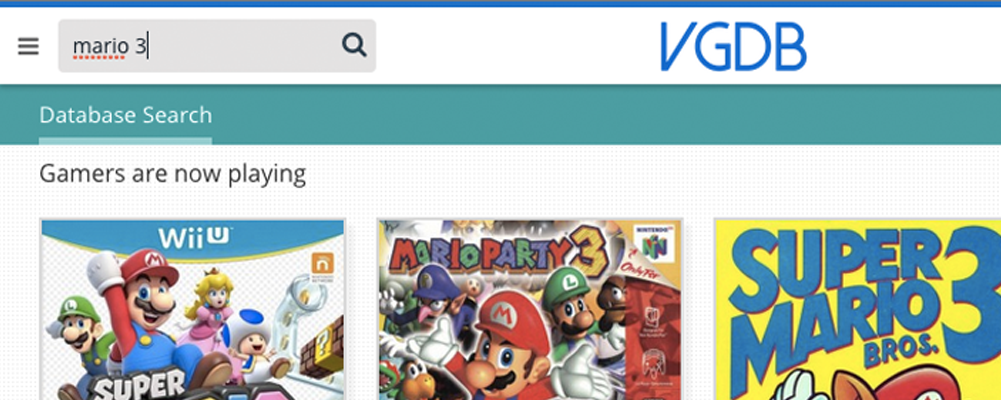 mario 3
VGDB
Database Search
Gamers are now playing
WiiU
SUPER
MARIO PARTY 3
NINTENDO 64
Only For
SUPER
MARIO 3
BROS.